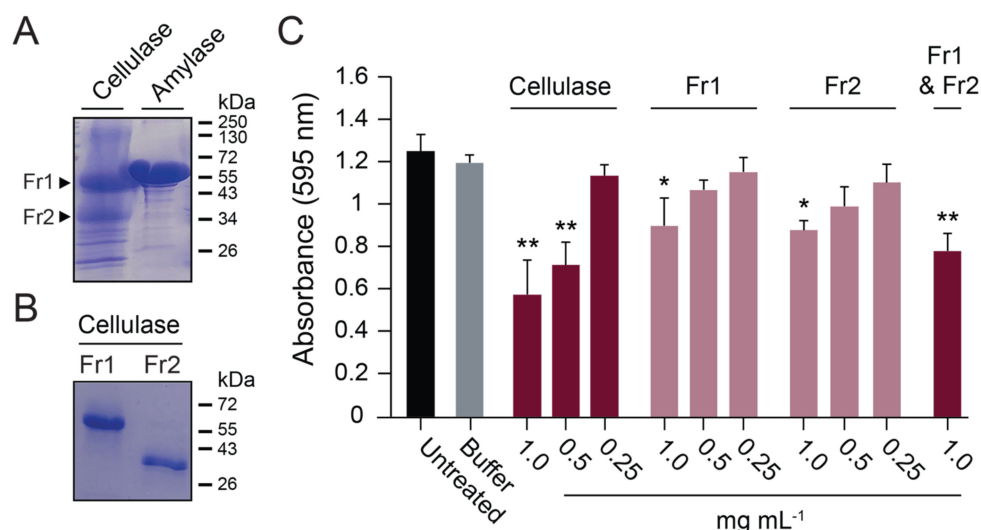 A
Cellulase
Amylase
kDa
250
130
72
55
43
34
26
Fr1
Fr2
B
Cellulase
Fr1 Fr2
kDa
72
55
43
26
C
Absorbance (595 nm)
1.6
1.4
1.2
1
0.8
0.6
0.4
0.2
0
Cellulase
Fr1
Fr2
Fr1
& Fr2
** ** * * **
Untreated
Buffer
1.0 0.5 0.25 1.0 0.5 0.25 1.0 0.5 0.25 1.0
mg mL⁻¹